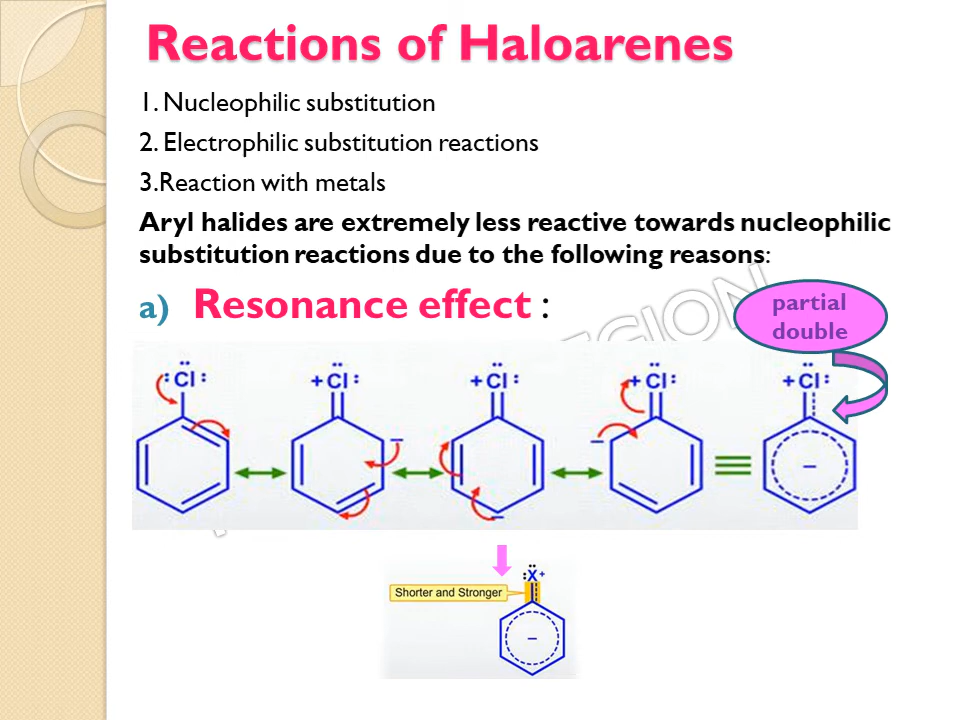 Reactions of Haloarenes
1. Nucleophilic substitution
2. Electrophilic substitution reactions
3.Reaction with metals
Aryl halides are extremely less reactive towards nucleophilic
substitution reactions due to the following reasons:
a) Resonance effect :
partial
double
:Cl: +Cl: +Cl: +Cl: +Cl:
− − − −
:X+
Shorter and Stronger
−